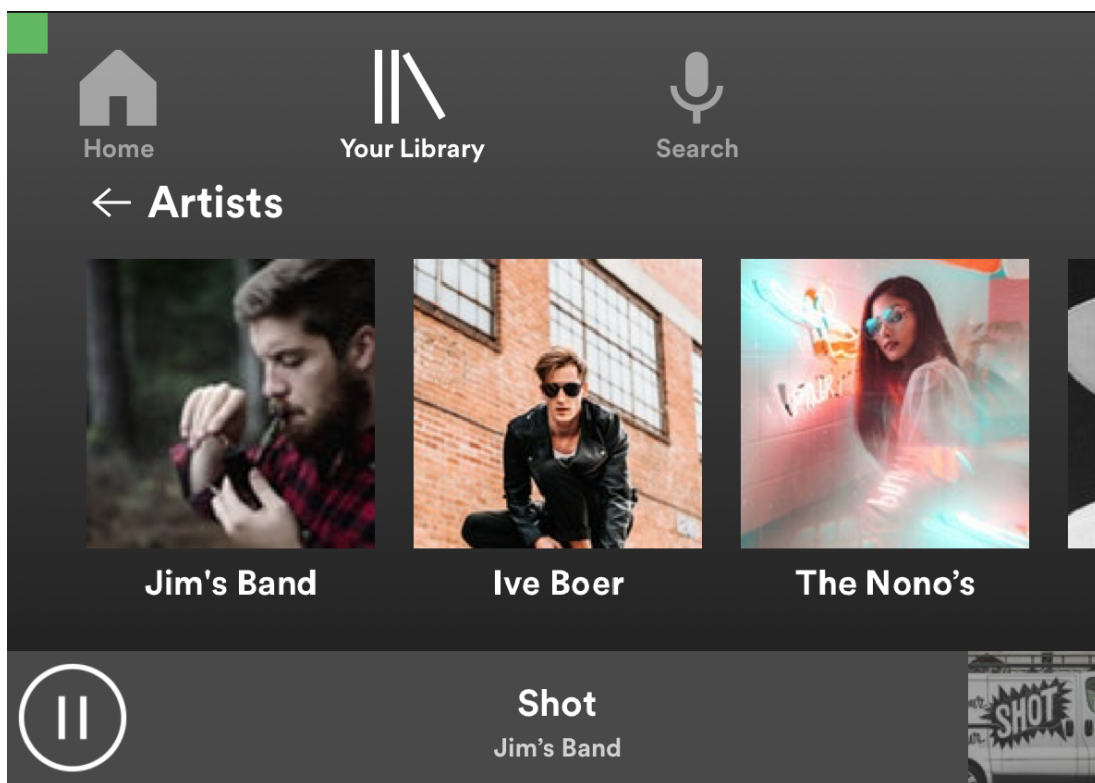 Home
Your Library
Search
← Artists
Jim's Band
Ive Boer
The Nono’s
Shot
Jim’s Band
SHOT